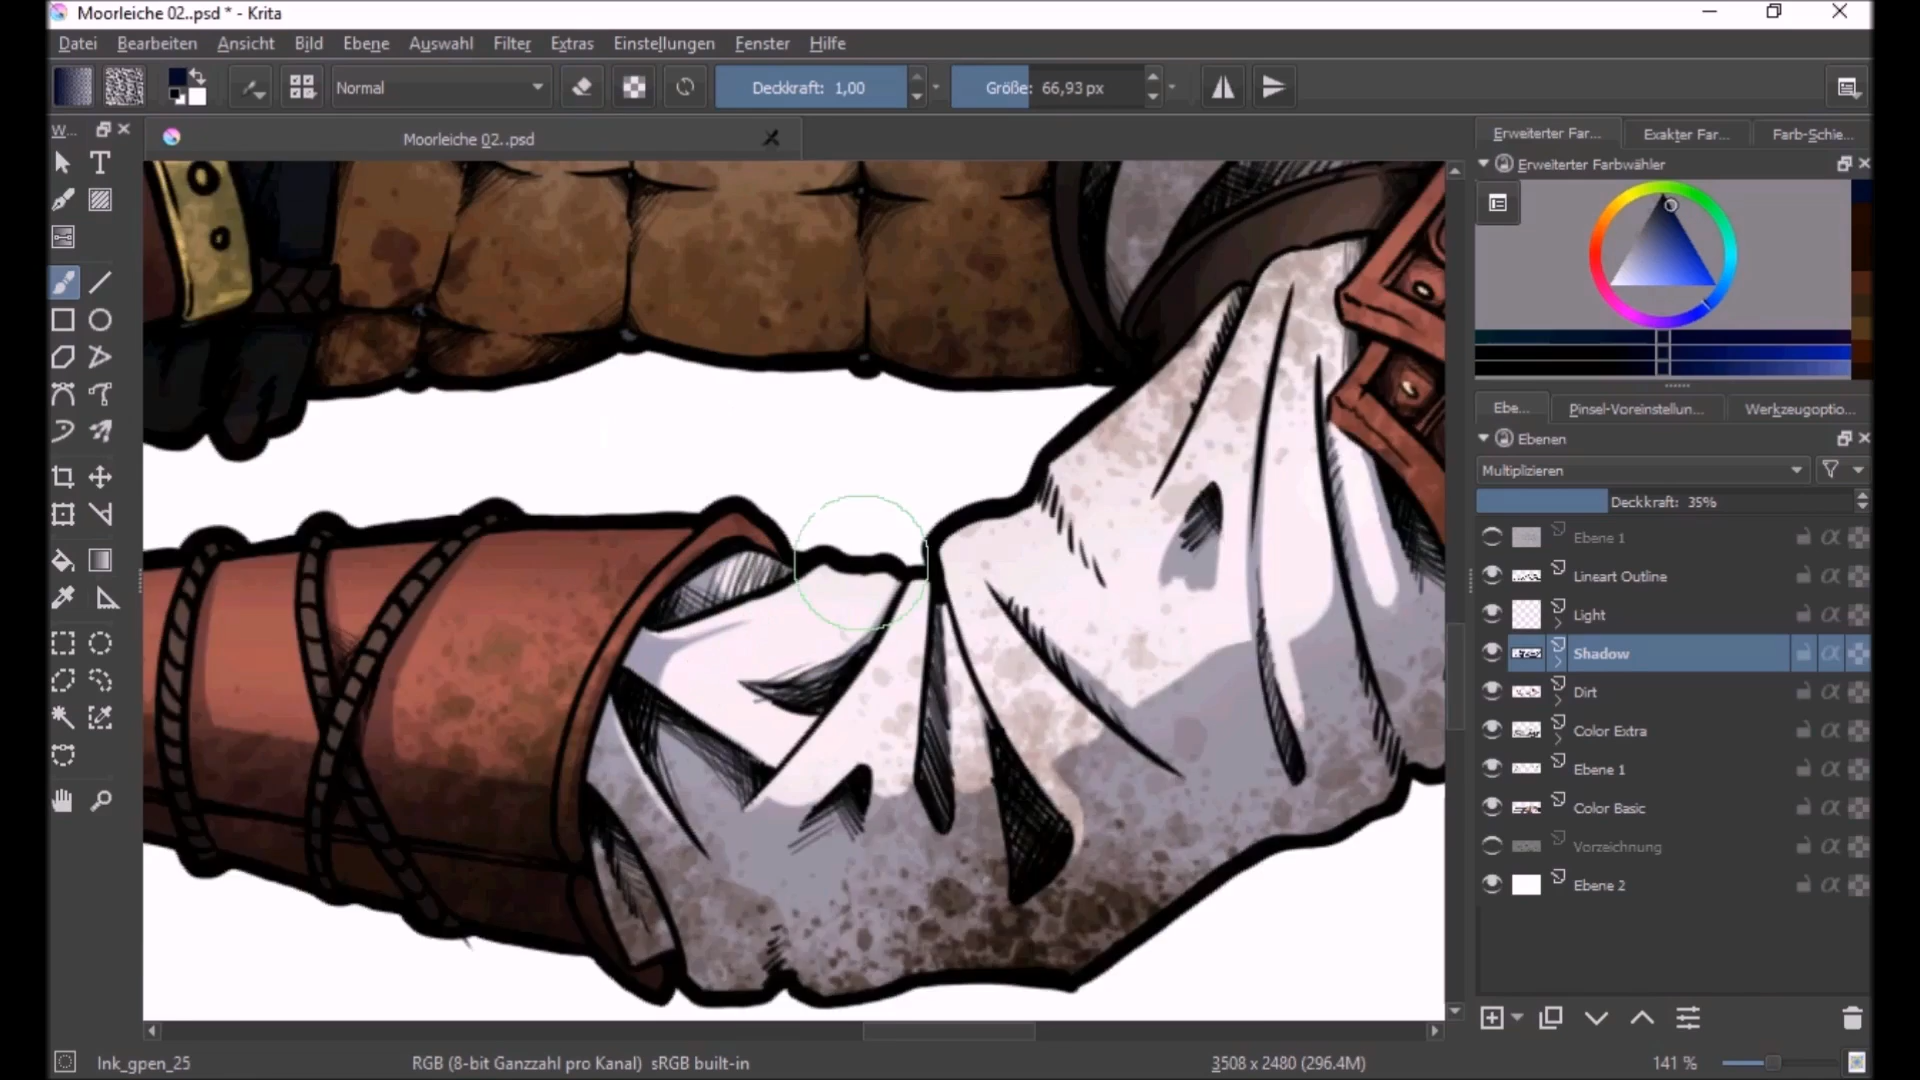 Moorleiche 02..psd * - Krita
Datei Bearbeiten Ansicht Bild Ebene Auswahl Filter Extras Einstellungen Fenster Hilfe
Normal Deckkraft: 1,00 Größe: 66,93 px
W... Moorleiche 02..psd Erweiterter Far... Exakter Far... Farb-Schie...
Erweiterter Farbwähler
Ebe... Pinsel-Voreinstellun... Werkzeugoptio...
Ebenen
Multiplizieren
Deckkraft: 35%
Ebene 1
Lineart Outline
Light
Shadow
Dirt
Color Extra
Ebene 1
Color Basic
Vorzeichnung
Ebene 2
Ink_gpen_25 RGB (8-bit Ganzzahl pro Kanal) sRGB built-in 3508 x 2480 (296.4M) 141 %